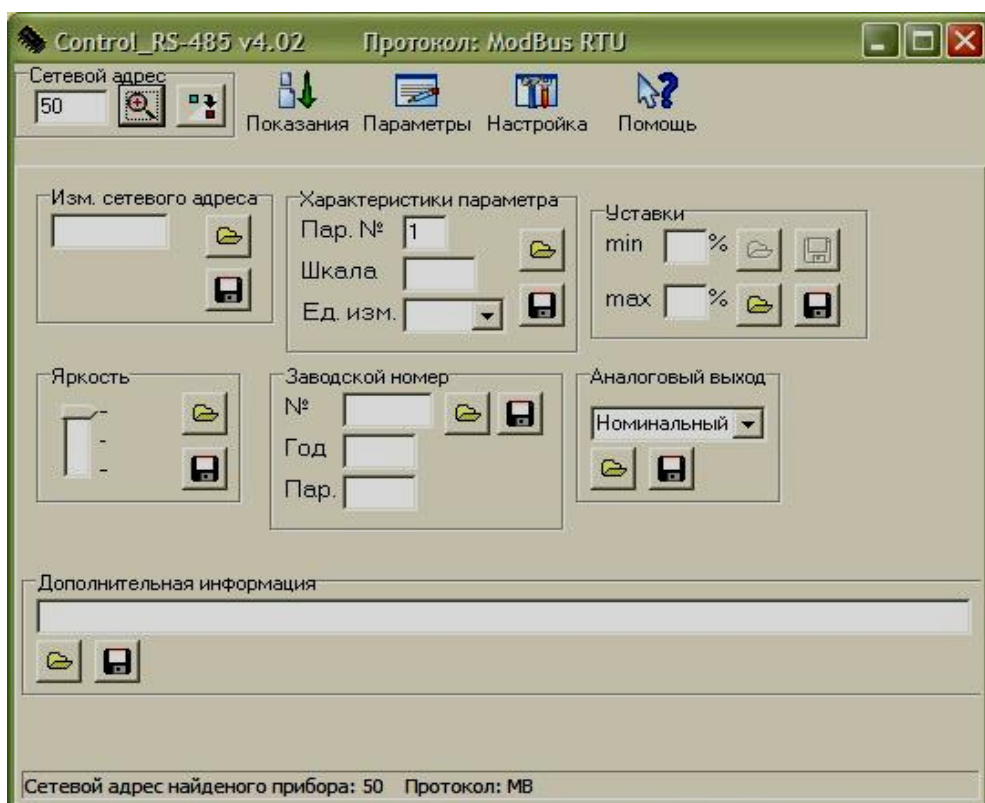 Control_RS-485 v4.02 Протокол: ModBus RTU
Сетевой адрес
50
Показания Параметры Настройка Помощь
Изм. сетевого адреса
Характеристики параметра
Пар. № 1
Шкала
Ед. изм.
Уставки
min %
max %
Яркость
Заводской номер
№
Год
Пар.
Аналоговый выход
Номинальный
Дополнительная информация
Сетевой адрес найденого прибора: 50 Протокол: MB